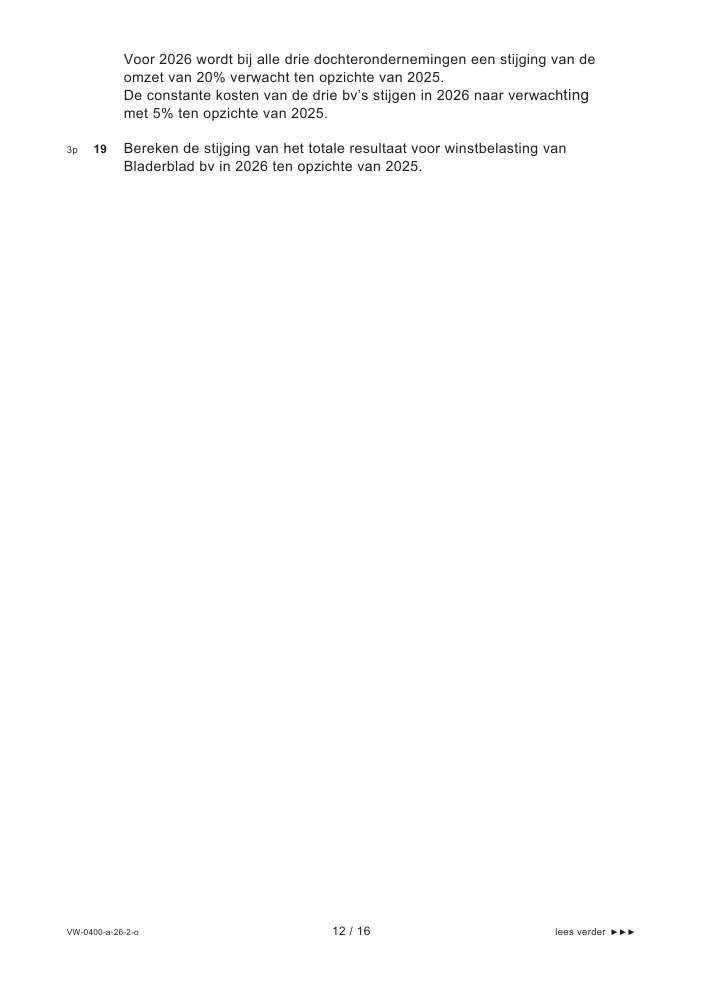 Voor 2026 wordt bij alle drie dochterondernemingen een stijging van de
omzet van 20% verwacht ten opzichte van 2025.
De constante kosten van de drie bv’s stijgen in 2026 naar verwachting
met 5% ten opzichte van 2025.
3p 19 Bereken de stijging van het totale resultaat voor winstbelasting van
Bladerblad bv in 2026 ten opzichte van 2025.
VW-0400-a-26-2-o 12 / 16 lees verder ►►►